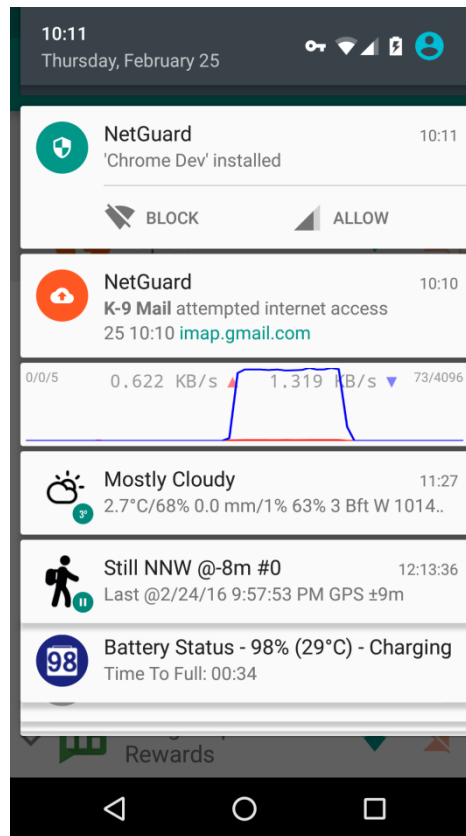 10:11
Thursday, February 25
NetGuard 10:11
'Chrome Dev' installed
BLOCK ALLOW
NetGuard 10:10
K-9 Mail attempted internet access
25 10:10 imap.gmail.com
0/0/5 0.622 KB/s 1.319 KB/s 73/4096
Mostly Cloudy 11:27
3°
2.7°C/68% 0.0 mm/1% 63% 3 Bft W 1014..
Still NNW @-8m #0 12:13:36
Last @2/24/16 9:57:53 PM GPS ±9m
98
Battery Status - 98% (29°C) - Charging
Time To Full: 00:34
Rewards